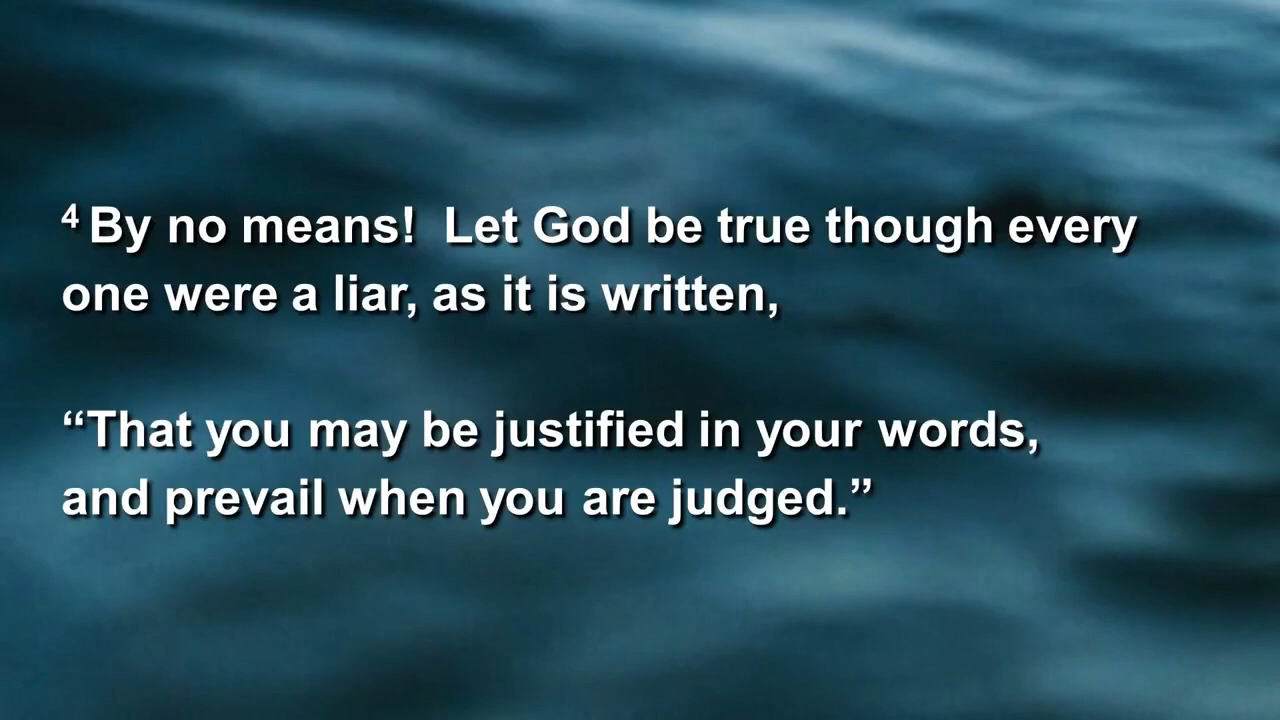 4 By no means!  Let God be true though every
one were a liar, as it is written,
“That you may be justified in your words,
and prevail when you are judged.”